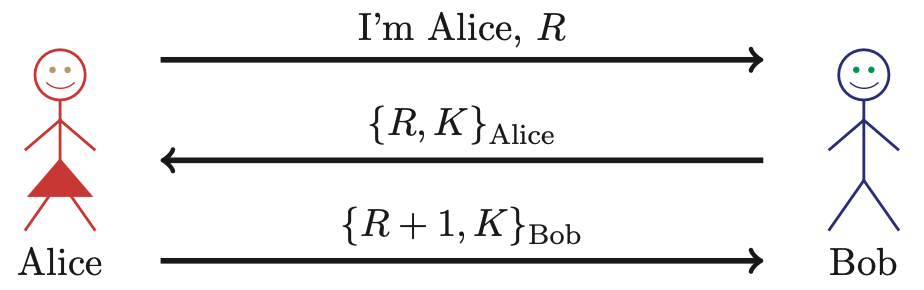 I'm Alice, R
{R, K}Alice
{R + 1, K}Bob
Alice
Bob